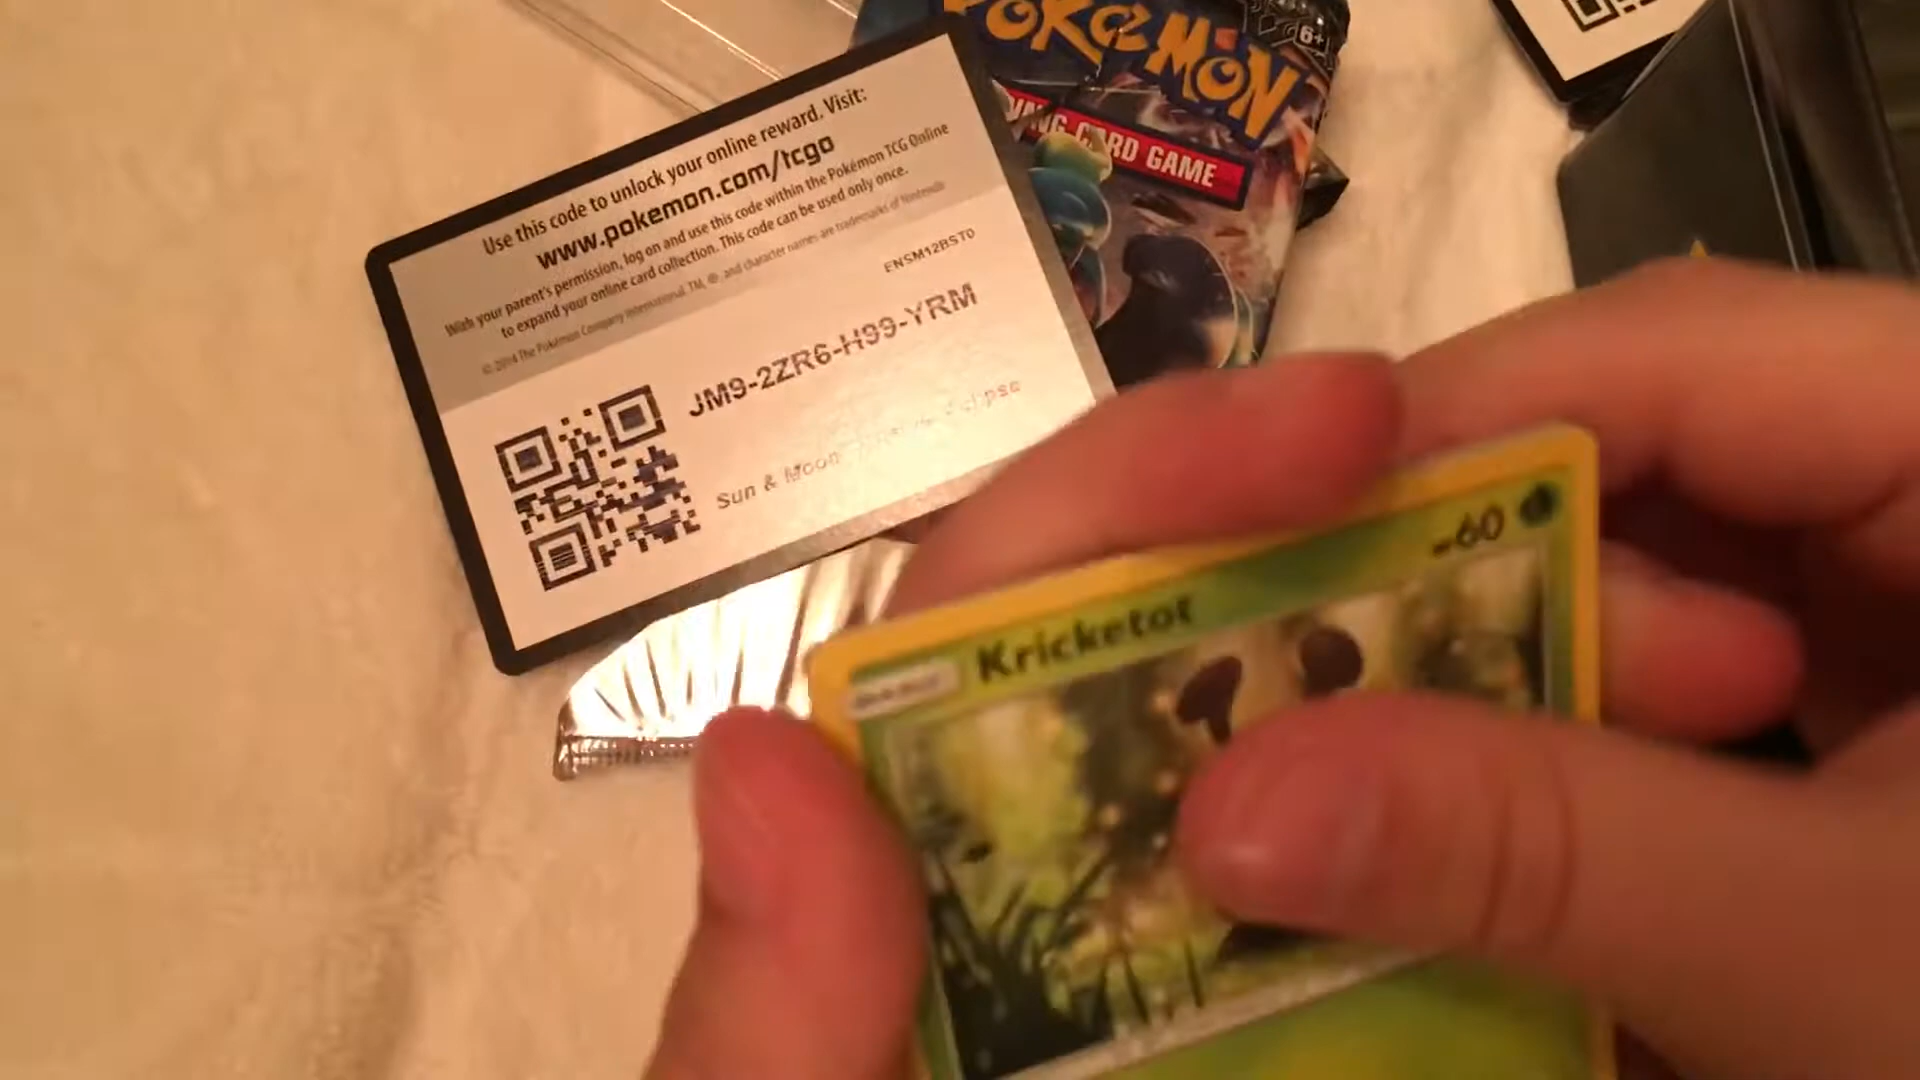 POKéMON
6+
CARD GAME
Use this code to unlock your online reward. Visit:
www.pokemon.com/tcgo
With your parent's permission, log on and use this code within the Pokémon TCG Online
to expand your online card collection. This code can be used only once.
© 2014 The Pokémon Company International. TM, ®, and character names are trademarks of Nintendo
ENSM12BST0
JM9-2ZR6-H99-YRM
Sun & Moon
Kricketot
60